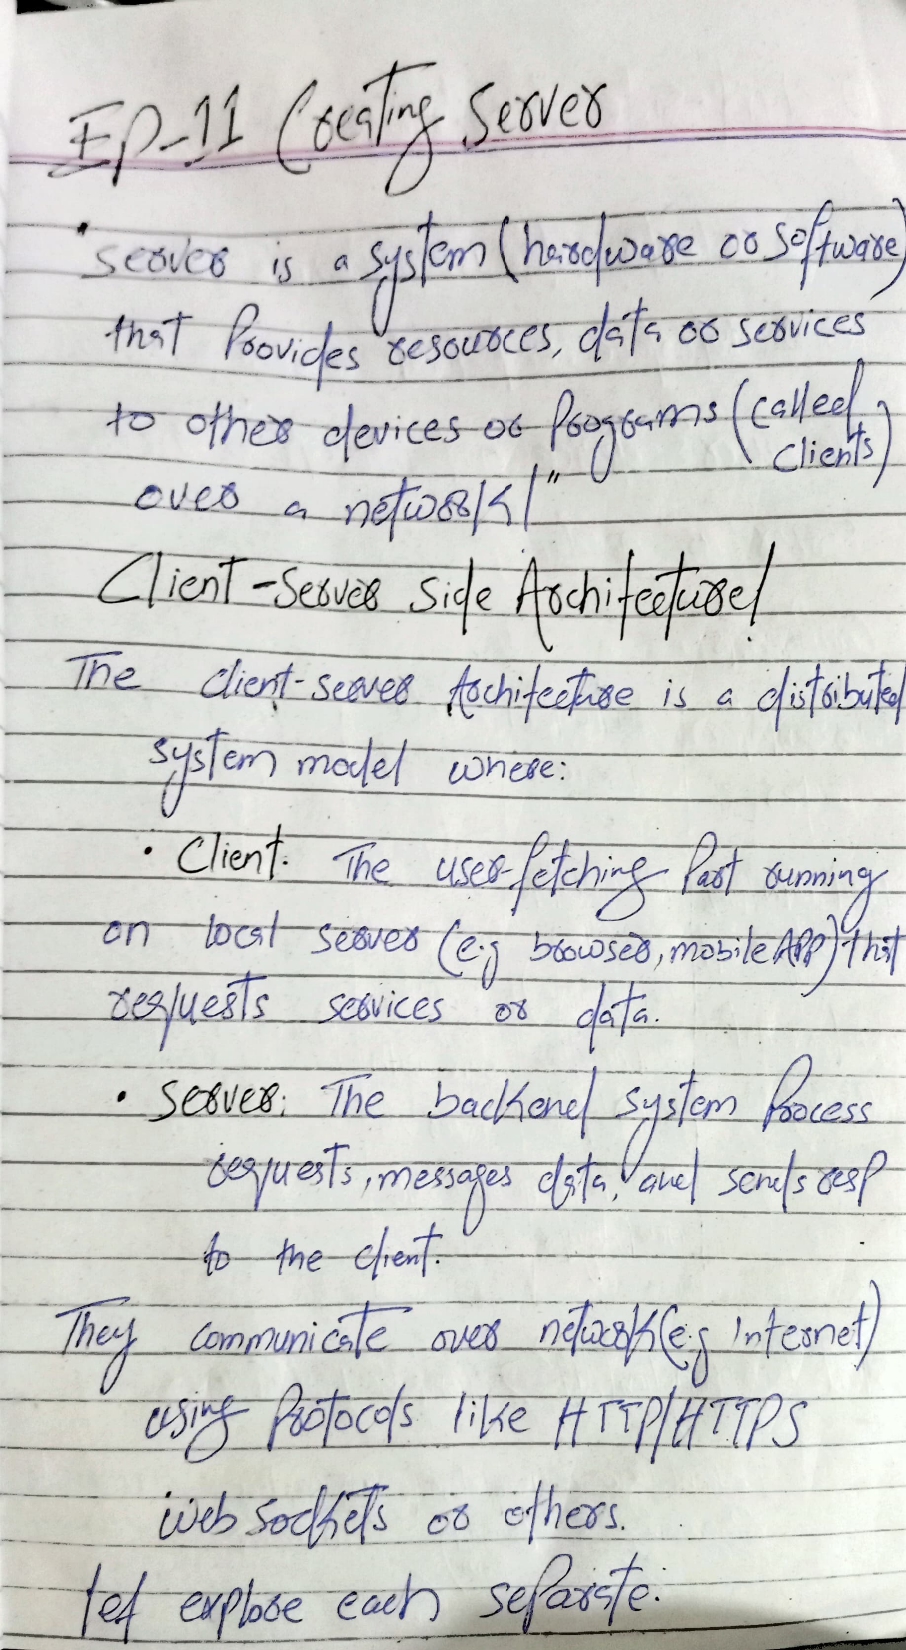 EP-11 Creating Server
• Server is a system (hardware or software)
that Provides resources, data or services
to other devices or Programs (called
clients)
over a network!"
Client-Server Side Architecture!
The client-server Architecture is a distributed
system model where:
• Client. The user-fetching Part running
on local server (e.g browser, mobile APP) that
requests services or data.
• Server: The backend system Process
requests, messages data, and sends resp
to the client.
They communicate over network (e.g Internet)
using Protocols like HTTP/HTTPS
web sockets or others.
let explore each separate.